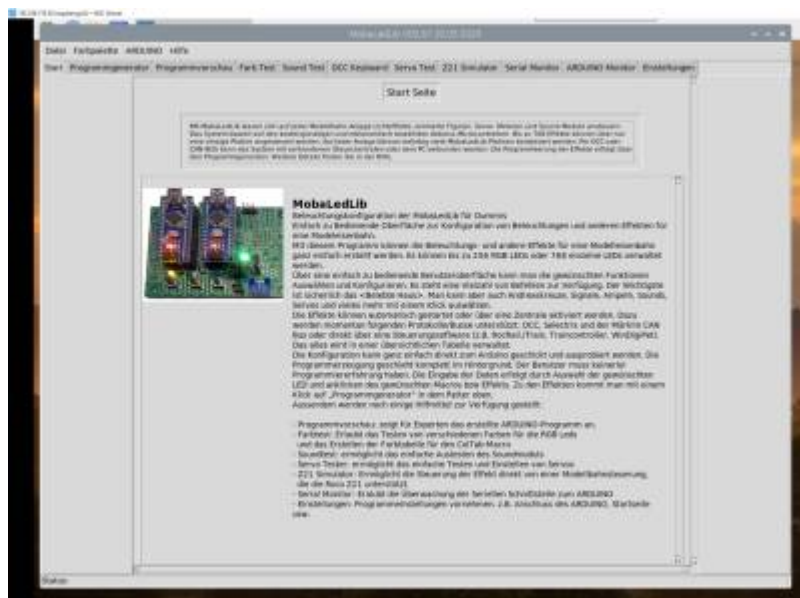 Datei Farbpalette ARDUINO Hilfe
Start Programmgenerator Programmvorschau Farb Test Sound Test DCC Keyboard Servo Test Z21 Simulator Serial Monitor ARDUINO Monitor Einstellungen
Start Seite
MobaLedLib
Beleuchtungskonfiguration der MobaLedLib für Dummies
Einfach zu Bedienende Oberfläche zur Konfiguration von Beleuchtungen und anderen Effekten für
eine Modelleisenbahn.
Mit diesem Programm können die Beleuchtungs- und andere Effekte für eine Modelleisenbahn
ganz einfach erstellt werden. Es können bis zu 256 RGB LEDs oder 768 einzelne LEDs verwaltet
werden.
Über eine einfach zu bedienende Benutzeroberfläche kann man die gewünschten Funktionen
Auswählen und Konfigurieren. Es steht eine Vielzahl von Befehlen zur Verfügung. Der Wichtigste
ist sicherlich das «Belebte Haus». Man kann aber auch Andreaskreuze, Signale, Ampeln, Sounds,
Servos und vieles mehr mit einem Klick auswählen.
Die Effekte können automatisch gestartet oder über eine Zentrale aktiviert werden. Dazu
werden momentan folgenden Protokolle/Busse unterstützt: DCC, Selectrix und der Märklin CAN
Bus oder direkt über eine Steuerungssoftware (z.B. Rocrail, iTrain, Traincontroller, WinDigiPet).
Das alles wird in einer übersichtlichen Tabelle verwaltet.
Die Konfiguration kann ganz einfach direkt zum Arduino geschickt und ausprobiert werden. Die
Programmerzeugung geschieht komplett im Hintergrund. Der Benutzer muss keinerlei
Programmiererfahrung haben. Die Eingabe der Daten erfolgt durch Auswahl der gewünschten
LED und anklicken des gewünschten Macros bzw Effekts. Zu den Effekten kommt man mit einem
Klick auf „Programmgenerator" in dem Reiter oben.
Ausserdem werden noch einige Hilfmittel zur Verfügung gestellt:
- Programmvorschau: zeigt für Experten das erstellte ARDUINO-Programm an.
- Farbtest: Erlaubt das Testen von verschiedenen Farben für die RGB Leds
und das Erstellen der Farbtabelle für den ColTab-Macro
- Soundtest: ermöglicht das einfache Austesten des Soundmoduls
- Servo Tester: ermöglicht das einfache Testen und Einstellen von Servos
- Z21 Simulator: Ermöglicht die Steuerung der Effekt direkt von einer Modellbahnsteuerung,
die die Roco Z21 unterstützt
- Serial Monitor: Erlaubt die Überwachung der Seriellen Schnittstelle zum ARDUINO
- Einstellungen: Programmeinstellungen vornehmen, z.B. Anschluss des ARDUINO, Startseite
usw.
Status: